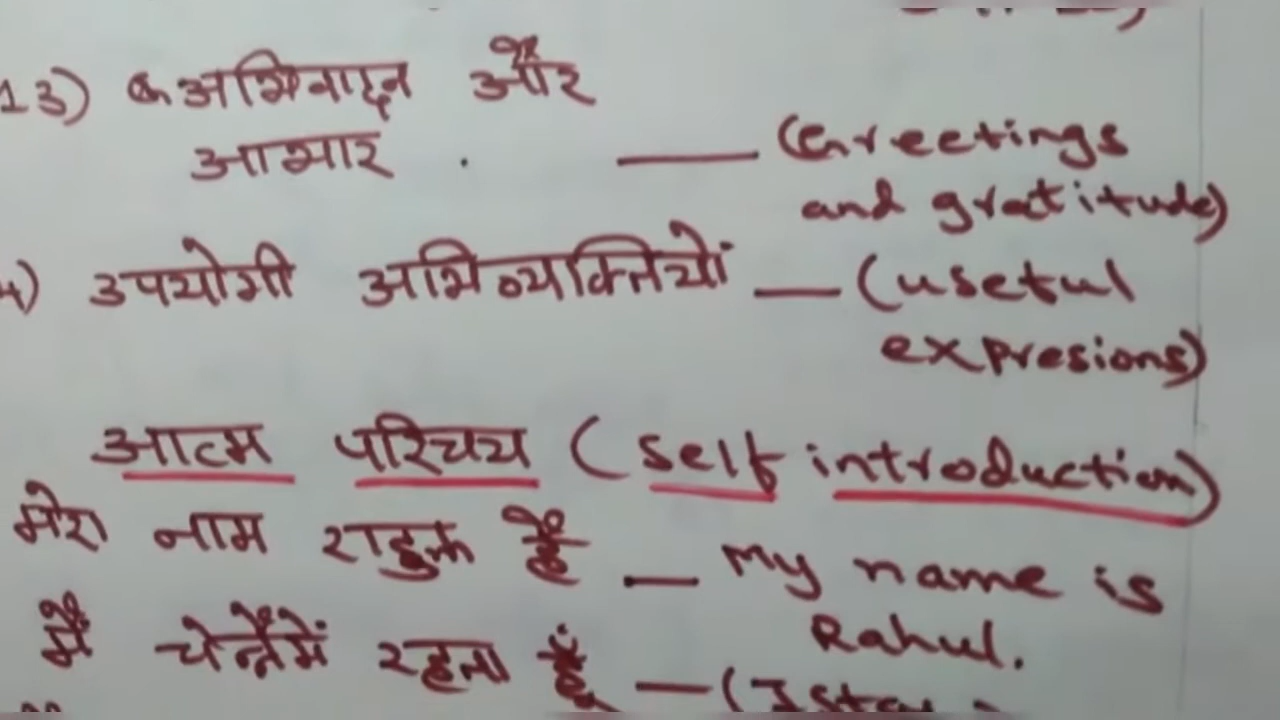 13) अभिवादन और
आभार . — (Greetings
and gratitude)
4) उपयोगी अभिव्यक्तियों — (useful
expresions)
आत्म परिचय (self introduction)
मेरा नाम राहुल है — My name is
Rahul.
मैं चेन्नैमें रहता हूँ — (I stay